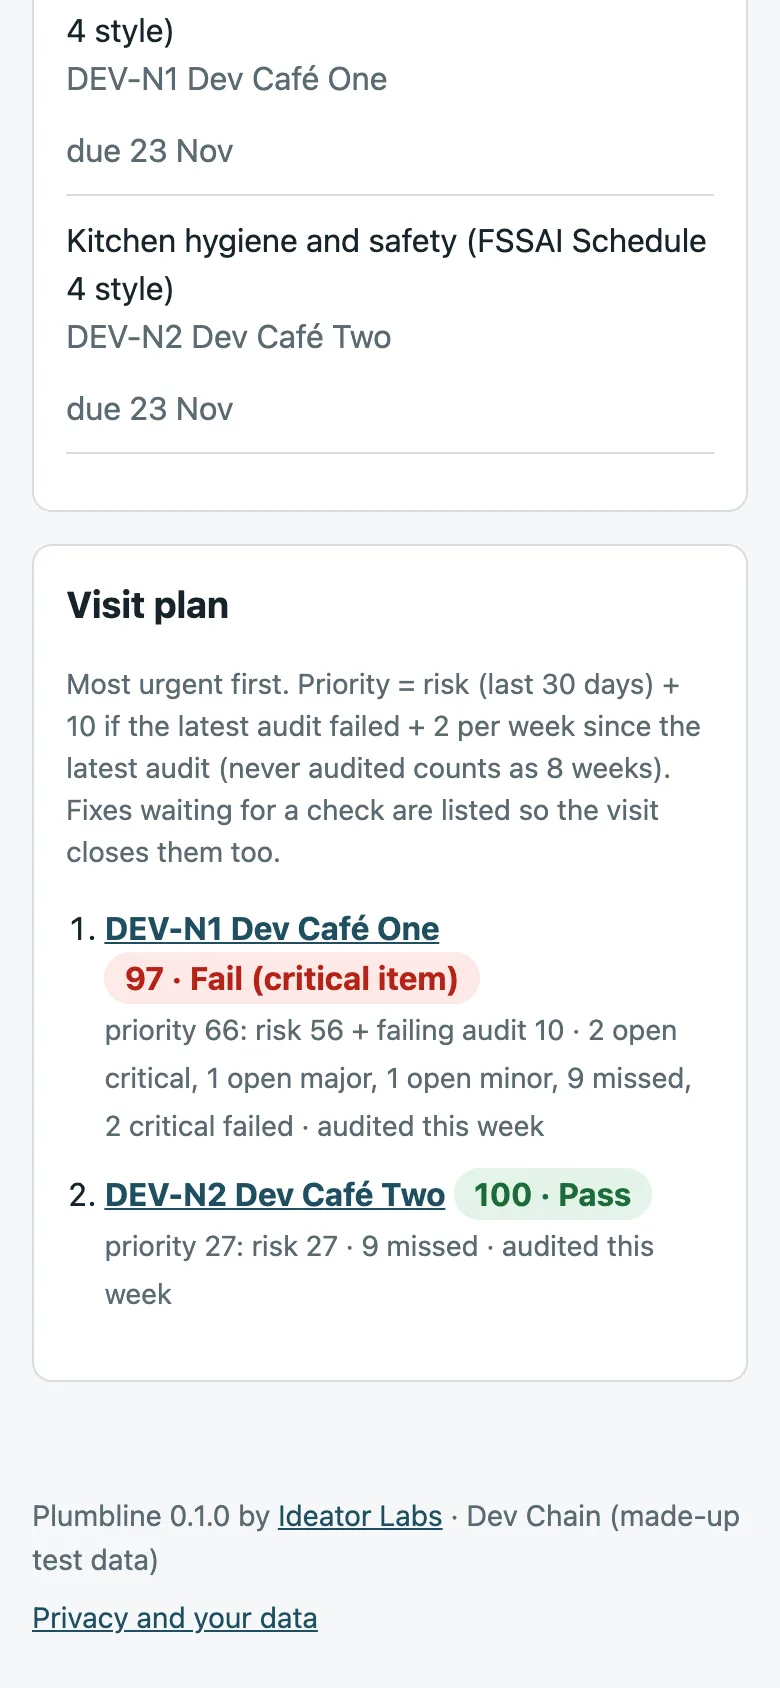 4 style)
DEV-N1 Dev Café One
due 23 Nov
Kitchen hygiene and safety (FSSAI Schedule
4 style)
DEV-N2 Dev Café Two
due 23 Nov
Visit plan
Most urgent first. Priority = risk (last 30 days) +
10 if the latest audit failed + 2 per week since the
latest audit (never audited counts as 8 weeks).
Fixes waiting for a check are listed so the visit
closes them too.
1. DEV-N1 Dev Café One
97 · Fail (critical item)
priority 66: risk 56 + failing audit 10 · 2 open
critical, 1 open major, 1 open minor, 9 missed,
2 critical failed · audited this week
2. DEV-N2 Dev Café Two 100 · Pass
priority 27: risk 27 · 9 missed · audited this
week
Plumbline 0.1.0 by Ideator Labs · Dev Chain (made-up
test data)
Privacy and your data